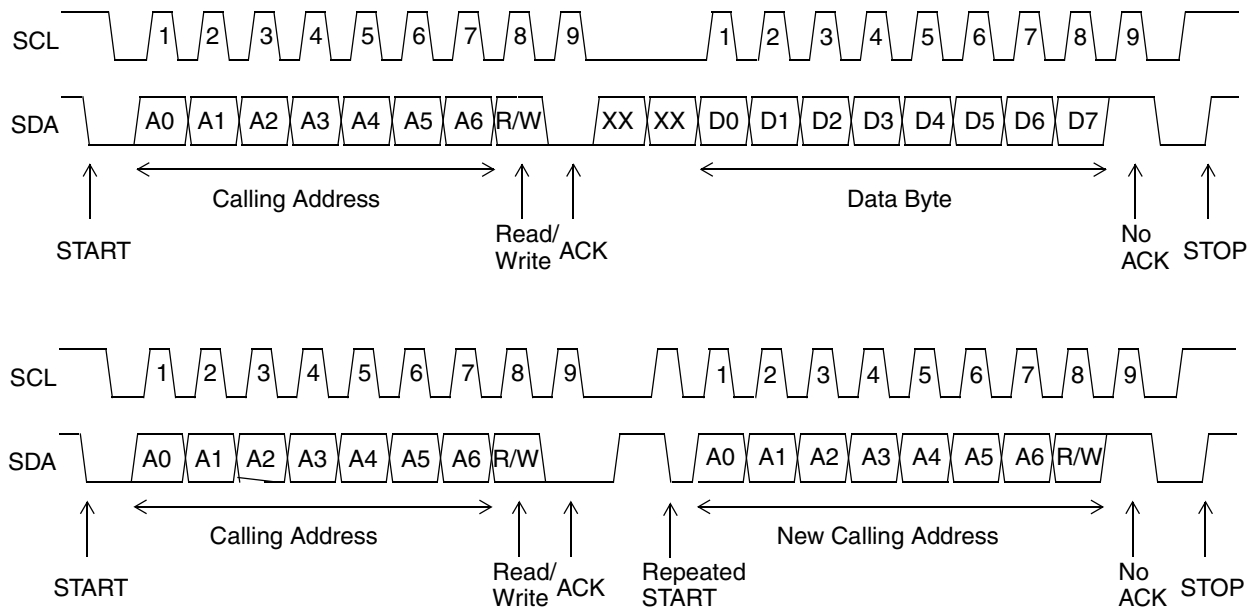 SCL 1 2 3 4 5 6 7 8 9 1 2 3 4 5 6 7 8 9
SDA A0 A1 A2 A3 A4 A5 A6 R/W XX XX D0 D1 D2 D3 D4 D5 D6 D7
Calling Address Data Byte
START Read/ Write ACK No ACK STOP
SCL 1 2 3 4 5 6 7 8 9 1 2 3 4 5 6 7 8 9
SDA A0 A1 A2 A3 A4 A5 A6 R/W A0 A1 A2 A3 A4 A5 A6 R/W
Calling Address New Calling Address
START Read/ Write ACK Repeated START No ACK STOP